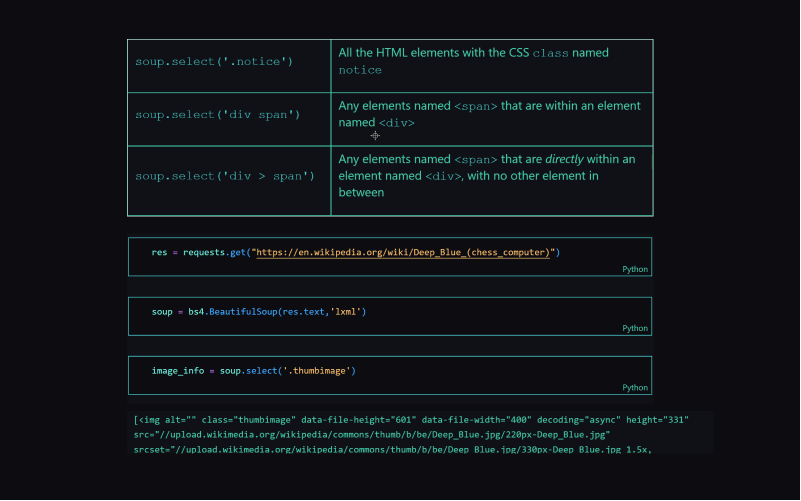 soup.select('.notice')
All the HTML elements with the CSS class named
notice
soup.select('div span')
Any elements named <span> that are within an element
named <div>
soup.select('div > span')
Any elements named <span> that are directly within an
element named <div>, with no other element in
between
res = requests.get("https://en.wikipedia.org/wiki/Deep_Blue_(chess_computer)")
Python
soup = bs4.BeautifulSoup(res.text,'lxml')
Python
image_info = soup.select('.thumbimage')
Python
[<img alt="" class="thumbimage" data-file-height="601" data-file-width="400" decoding="async" height="331"
src="//upload.wikimedia.org/wikipedia/commons/thumb/b/be/Deep_Blue.jpg/220px-Deep_Blue.jpg"
srcset="//upload.wikimedia.org/wikipedia/commons/thumb/b/be/Deep_Blue.jpg/330px-Deep_Blue.jpg 1.5x,